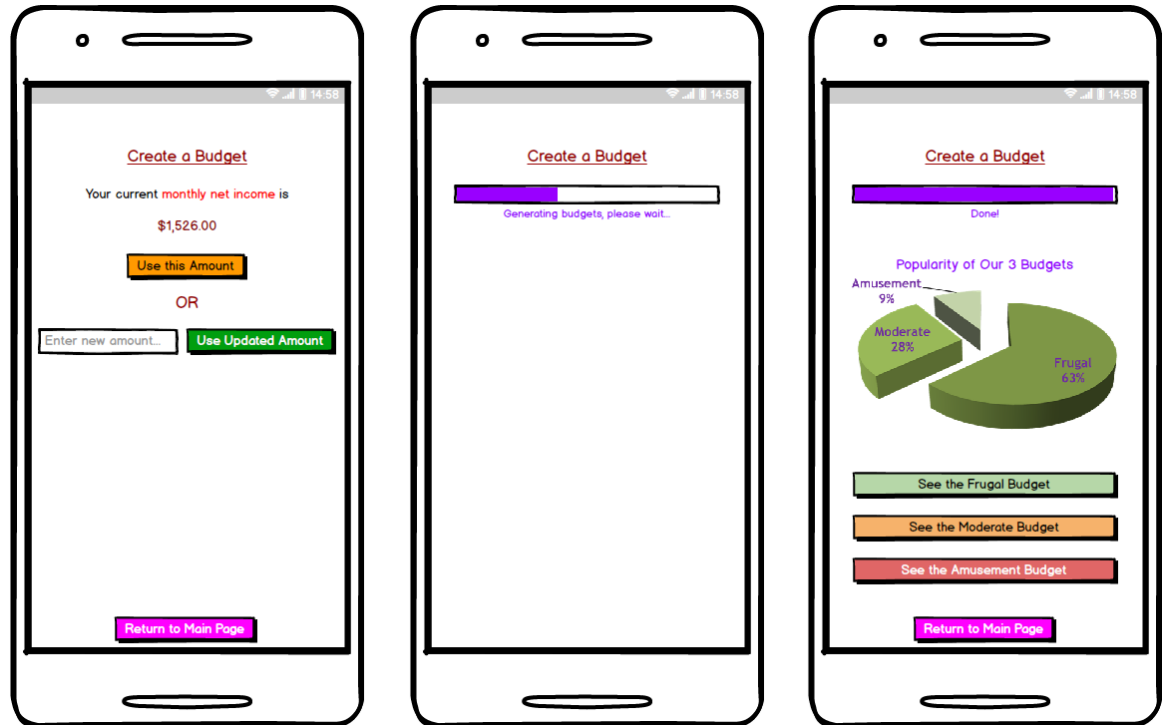 14:58
Create a Budget
Your current monthly net income is
$1,526.00
Use this Amount
OR
Enter new amount...
Use Updated Amount
Return to Main Page
14:58
Create a Budget
Generating budgets, please wait...
14:58
Create a Budget
Done!
Popularity of Our 3 Budgets
Amusement
9%
Moderate
28%
Frugal
63%
See the Frugal Budget
See the Moderate Budget
See the Amusement Budget
Return to Main Page